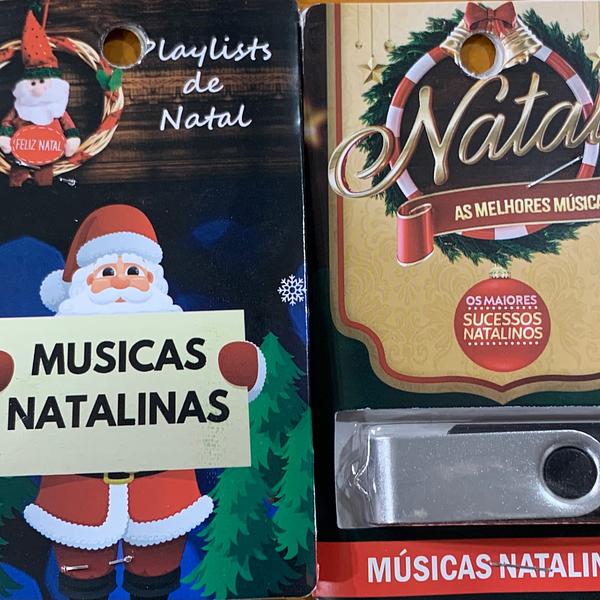 Playlists
de
Natal
FELIZ NATAL
MUSICAS
NATALINAS
Natal
AS MELHORES MÚSICA
OS MAIORES
SUCESSOS
NATALINOS
MÚSICAS NATALIN